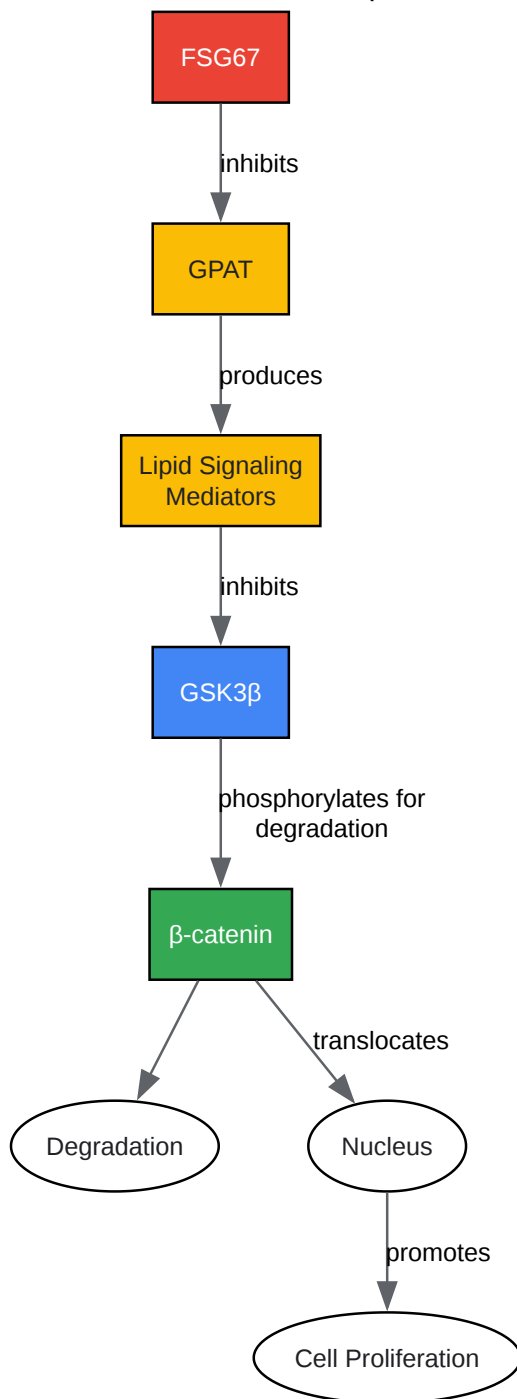 FSG67
inhibits
GPAT
produces
Lipid Signaling
Mediators
inhibits
GSK3β
phosphorylates for
degradation
β-catenin
translocates
Degradation
Nucleus
promotes
Cell Proliferation